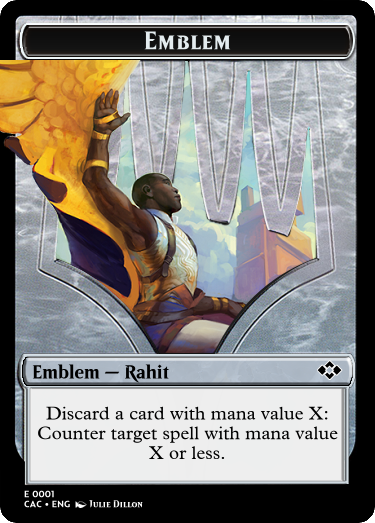 Emblem
Emblem — Rahit
Discard a card with mana value X:
Counter target spell with mana value
X or less.
E 0001
CAC • ENG Julie Dillon